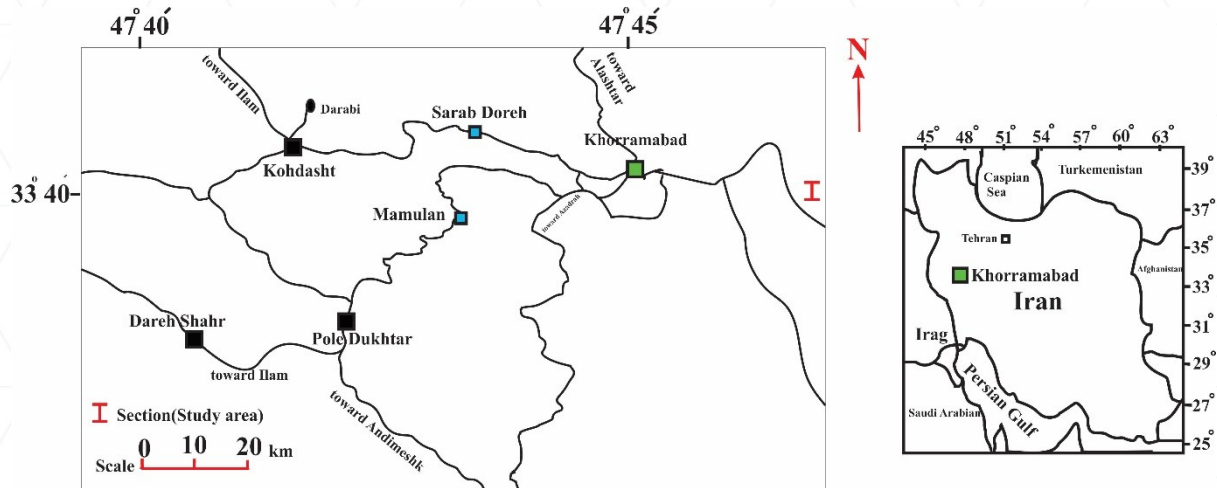 47° 40'
47° 45'
N
toward Ilam
toward
Alashtar
Darabi
Sarab Doreh
Khorramabad
Kohdasht
33° 40'
Mamulan
toward Azadrah
Dareh Shahr
Pole Dukhtar
toward Ilam
toward Andimeshk
Section(Study area)
0 10 20 km
Scale
45° 48° 51° 54° 57° 60° 63°
39°
37°
35°
33°
31°
29°
27°
25°
Caspian
Sea
Turkemenistan
Tehran
Afghanistan
Khorramabad
Iran
Irag
Persian Gulf
Saudi Arabian